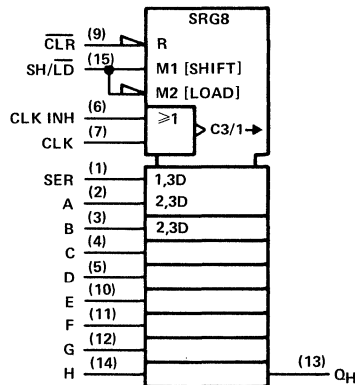 SRG8
CLR (9) R
SH/LD (15) M1 [SHIFT]
M2 [LOAD]
CLK INH (6) ≥1
C3/1→
CLK (7)
SER (1) 1,3D
A (2) 2,3D
B (3) 2,3D
C (4)
D (5)
E (10)
F (11)
G (12)
H (14) (13) QH